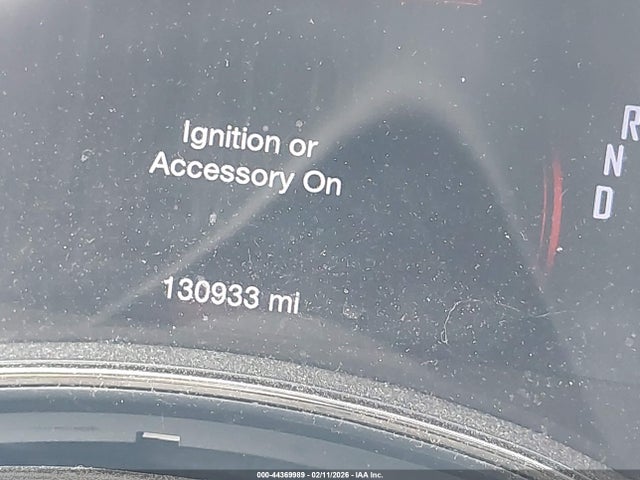 Ignition or
Accessory On
130933 mi
R
N
D
000-44369989 - 02/11/2026 - IAA Inc.